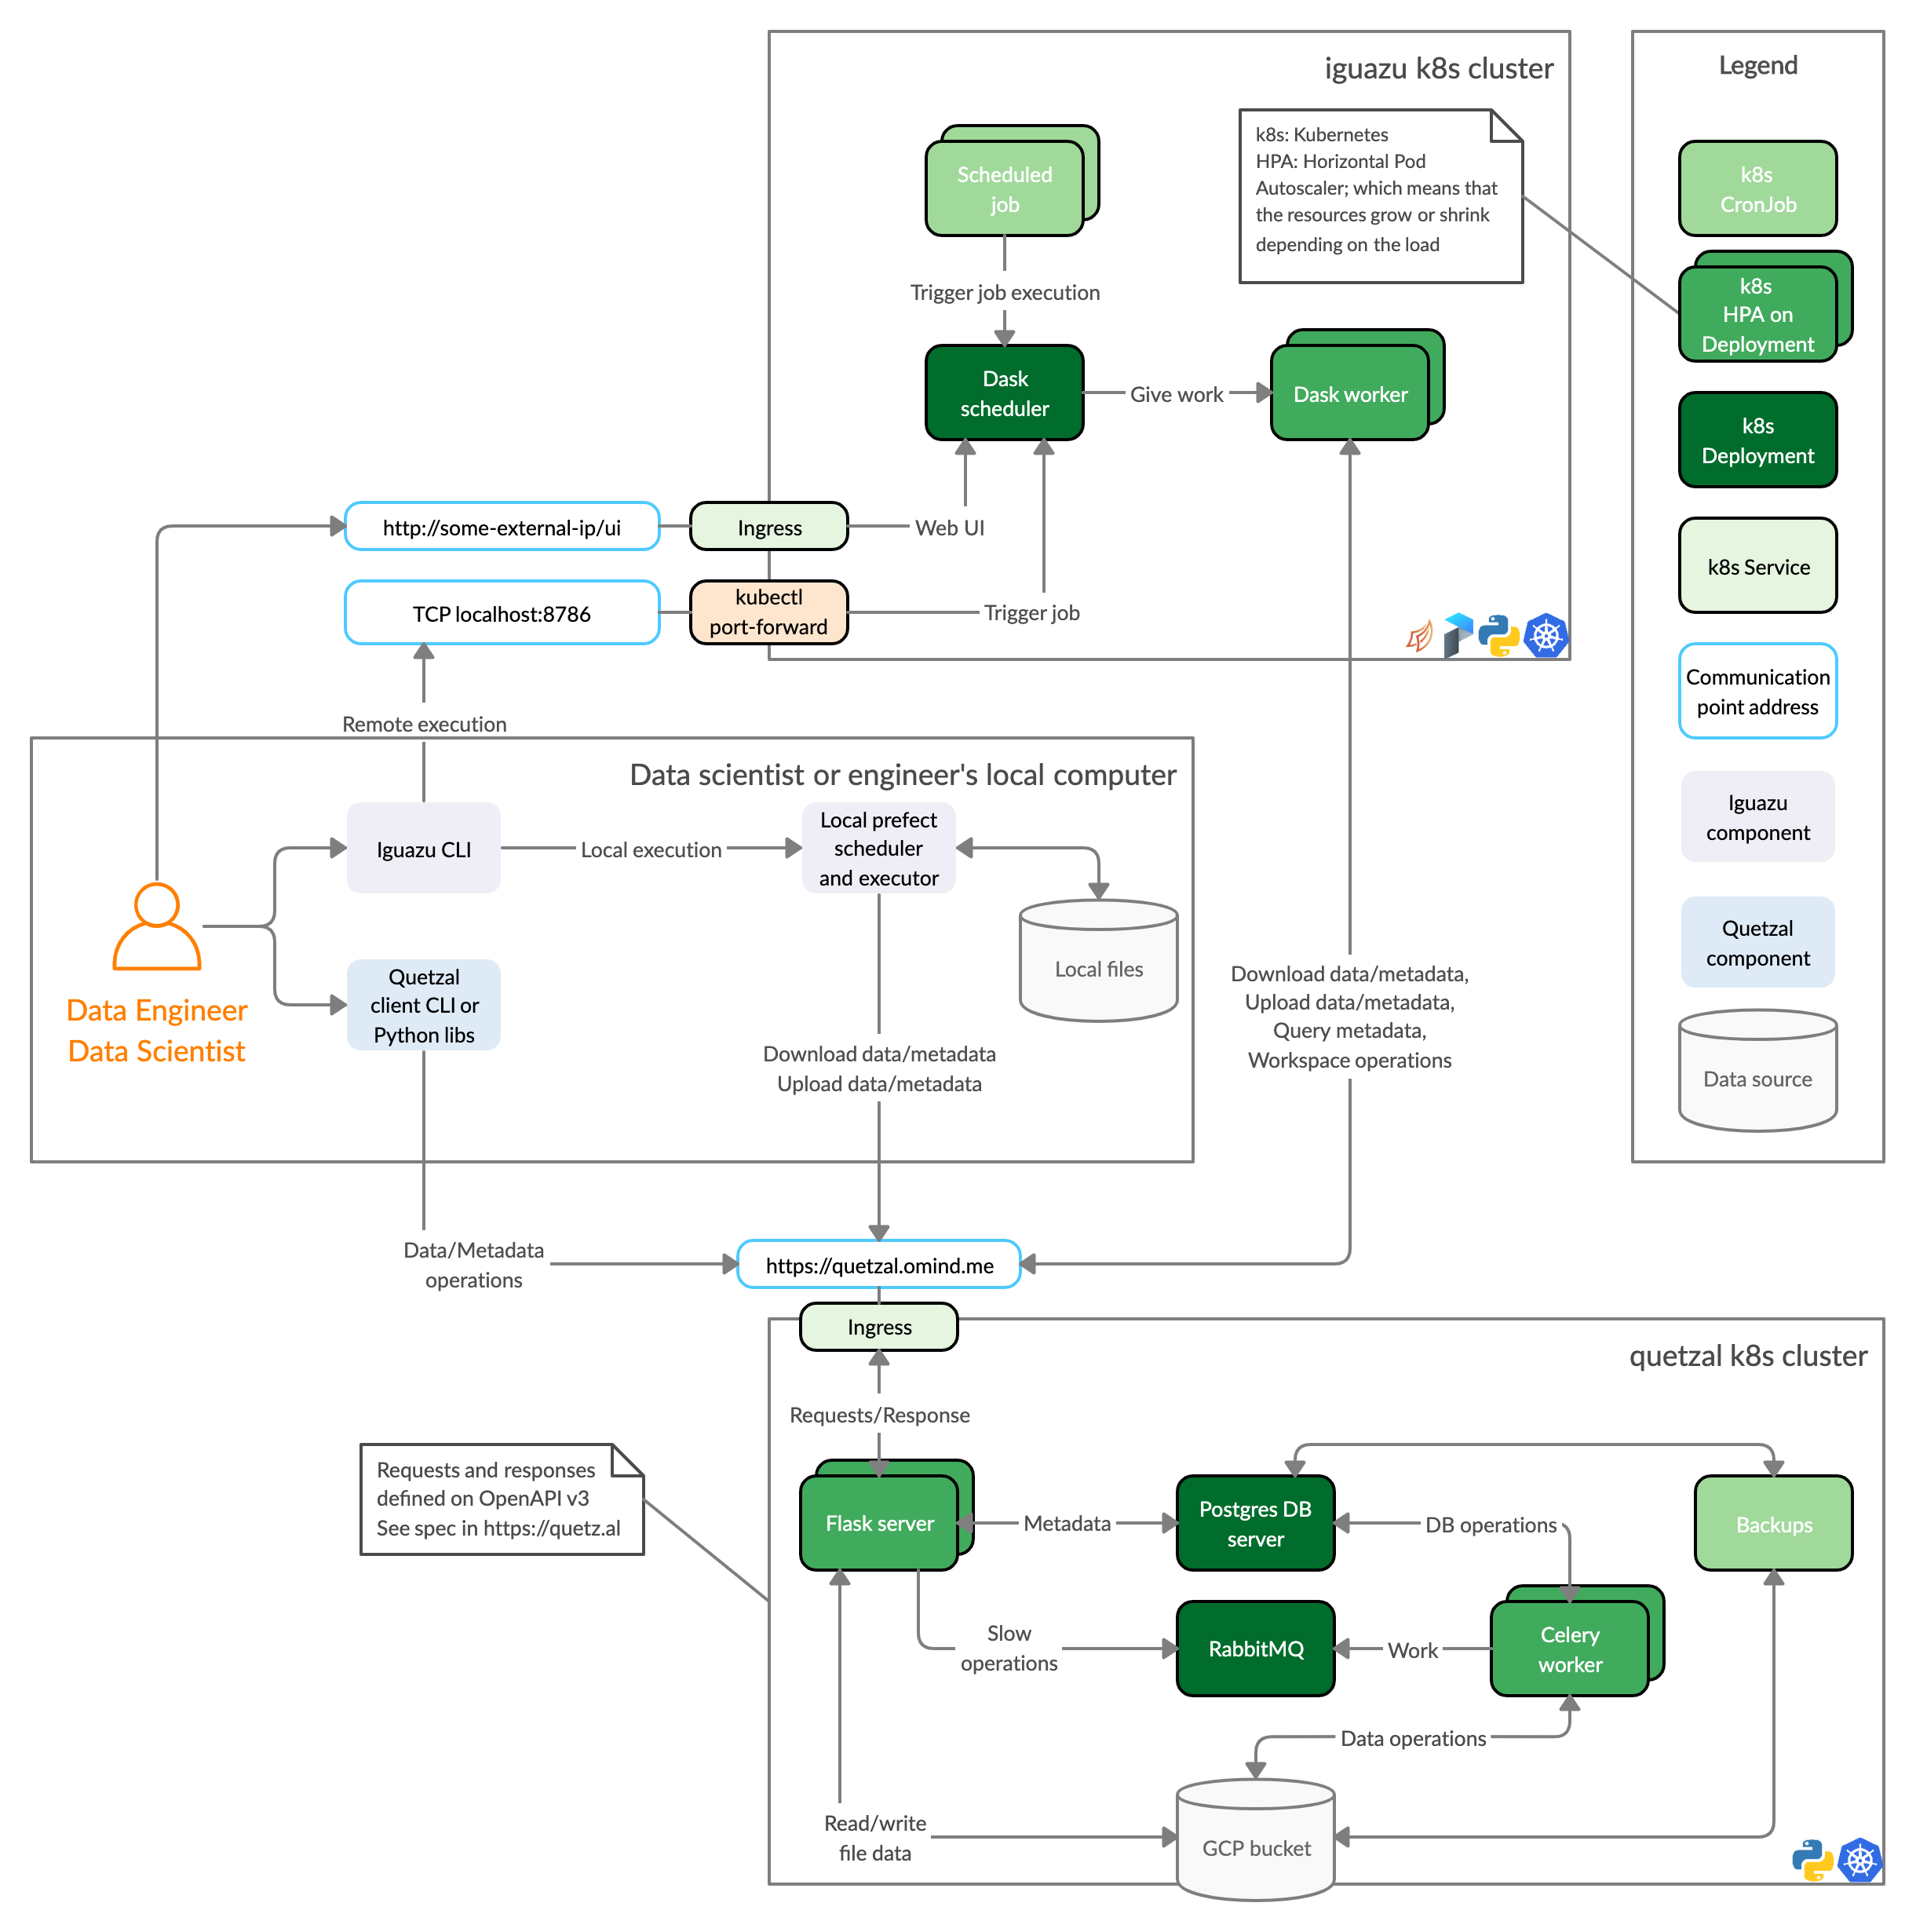 iguazu k8s cluster
k8s: Kubernetes
HPA: Horizontal Pod
Autoscaler; which means that
the resources grow or shrink
depending on the load
Scheduled
job
Trigger job execution
Dask
scheduler
Give work
Dask worker
http://some-external-ip/ui
Ingress
Web UI
TCP localhost:8786
kubectl
port-forward
Trigger job
Remote execution
Legend
k8s
CronJob
k8s
HPA on
Deployment
k8s
Deployment
k8s Service
Communication
point address
Iguazu
component
Quetzal
component
Data source
Data scientist or engineer's local computer
Iguazu CLI
Local execution
Local prefect
scheduler
and executor
Local files
Data Engineer
Data Scientist
Quetzal
client CLI or
Python libs
Download data/metadata
Upload data/metadata
Download data/metadata,
Upload data/metadata,
Query metadata,
Workspace operations
Data/Metadata
operations
https://quetzal.omind.me
Ingress
quetzal k8s cluster
Requests/Response
Requests and responses
defined on OpenAPI v3
See spec in https://quetz.al
Flask server
Metadata
Postgres DB
server
DB operations
Backups
Slow
operations
RabbitMQ
Work
Celery
worker
Data operations
Read/write
file data
GCP bucket